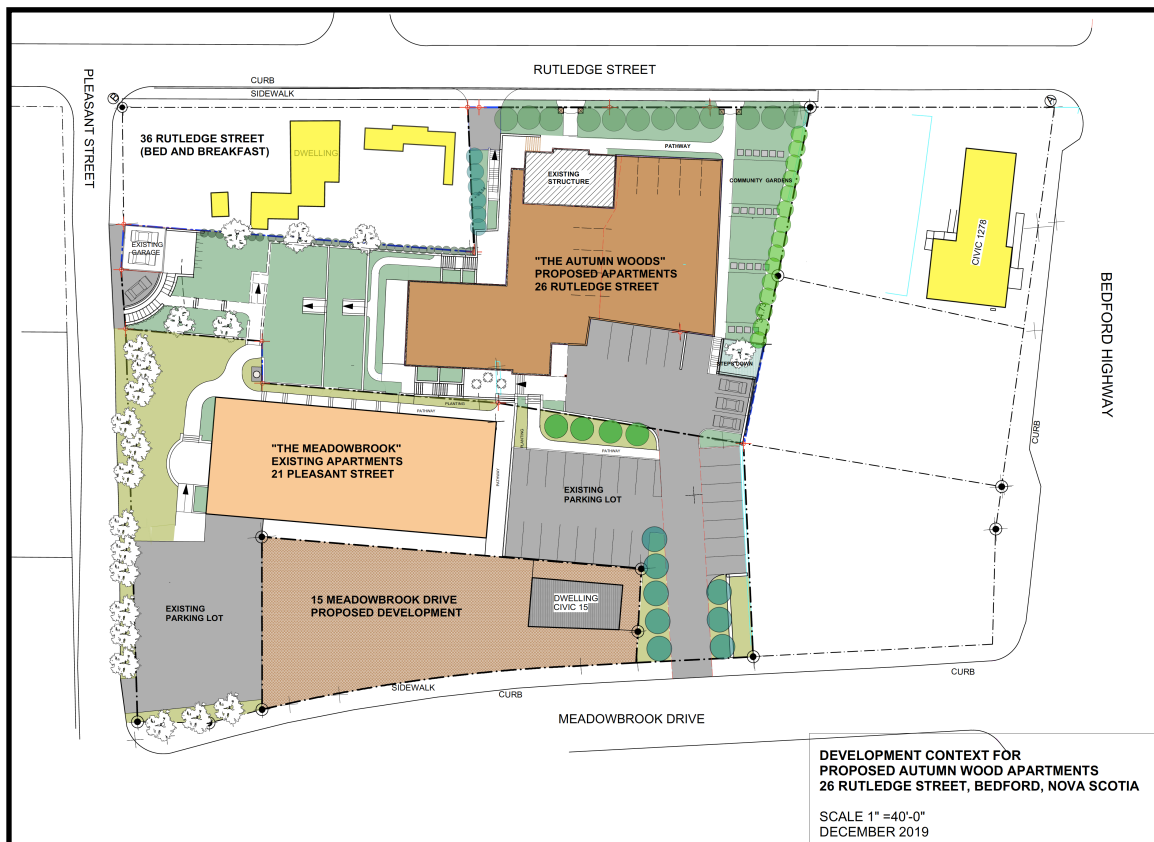 RUTLEDGE STREET
CURB
SIDEWALK
PLEASANT STREET
B
A
36 RUTLEDGE STREET
(BED AND BREAKFAST)
DWELLING
EXISTING
STRUCTURE
PATHWAY
COMMUNITY GARDENS
CIVIC 1278
EXISTING
GARAGE
"THE AUTUMN WOODS"
PROPOSED APARTMENTS
26 RUTLEDGE STREET
BEDFORD HIGHWAY
STEPS DOWN
PLANTING
PATHWAY
"THE MEADOWBROOK"
EXISTING APARTMENTS
21 PLEASANT STREET
PLANTING
PATHWAY
PATHWAY
CURB
EXISTING
PARKING LOT
EXISTING
PARKING LOT
15 MEADOWBROOK DRIVE
PROPOSED DEVELOPMENT
DWELLING
CIVIC 15
SIDEWALK
CURB
CURB
MEADOWBROOK DRIVE
DEVELOPMENT CONTEXT FOR
PROPOSED AUTUMN WOOD APARTMENTS
26 RUTLEDGE STREET, BEDFORD, NOVA SCOTIA
SCALE 1" =40'-0"
DECEMBER 2019